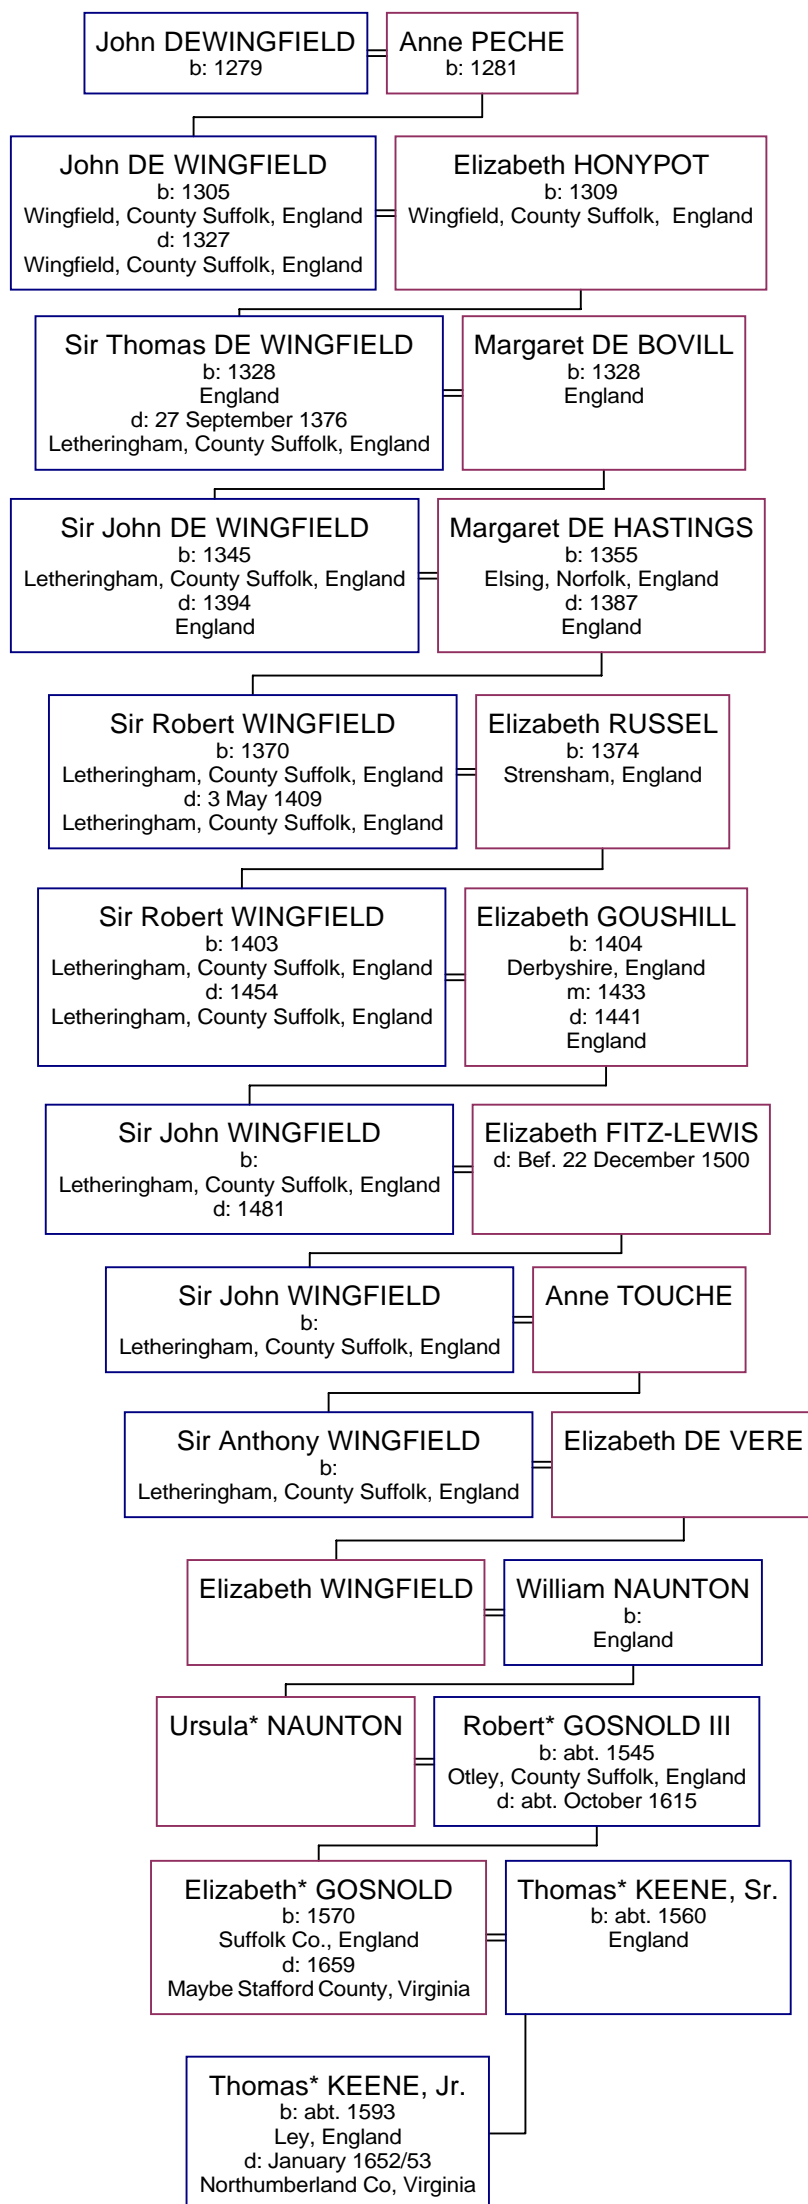 John DEWINGFIELD
b: 1279
Anne PECHE
b: 1281
John DE WINGFIELD
b: 1305
Wingfield, County Suffolk, England
d: 1327
Wingfield, County Suffolk, England
Elizabeth HONYPOT
b: 1309
Wingfield, County Suffolk,  England
Sir Thomas DE WINGFIELD
b: 1328
England
d: 27 September 1376
Letheringham, County Suffolk, England
Margaret DE BOVILL
b: 1328
England
Sir John DE WINGFIELD
b: 1345
Letheringham, County Suffolk, England
d: 1394
England
Margaret DE HASTINGS
b: 1355
Elsing, Norfolk, England
d: 1387
England
Sir Robert WINGFIELD
b: 1370
Letheringham, County Suffolk, England
d: 3 May 1409
Letheringham, County Suffolk, England
Elizabeth RUSSEL
b: 1374
Strensham, England
Sir Robert WINGFIELD
b: 1403
Letheringham, County Suffolk, England
d: 1454
Letheringham, County Suffolk, England
Elizabeth GOUSHILL
b: 1404
Derbyshire, England
m: 1433
d: 1441
England
Sir John WINGFIELD
b:
Letheringham, County Suffolk, England
d: 1481
Elizabeth FITZ-LEWIS
d: Bef. 22 December 1500
Sir John WINGFIELD
b:
Letheringham, County Suffolk, England
Anne TOUCHE
Sir Anthony WINGFIELD
b:
Letheringham, County Suffolk, England
Elizabeth DE VERE
Elizabeth WINGFIELD
William NAUNTON
b:
England
Ursula* NAUNTON
Robert* GOSNOLD III
b: abt. 1545
Otley, County Suffolk, England
d: abt. October 1615
Elizabeth* GOSNOLD
b: 1570
Suffolk Co., England
d: 1659
Maybe Stafford County, Virginia
Thomas* KEENE, Sr.
b: abt. 1560
England
Thomas* KEENE, Jr.
b: abt. 1593
Ley, England
d: January 1652/53
Northumberland Co, Virginia